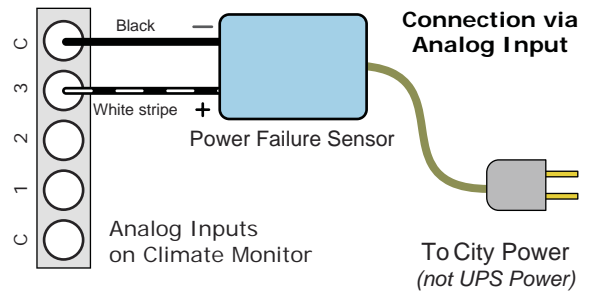 Connection via
Analog Input
C
Black
−
3
White stripe
+
Power Failure Sensor
2
1
C
Analog Inputs
on Climate Monitor
To City Power
(not UPS Power)